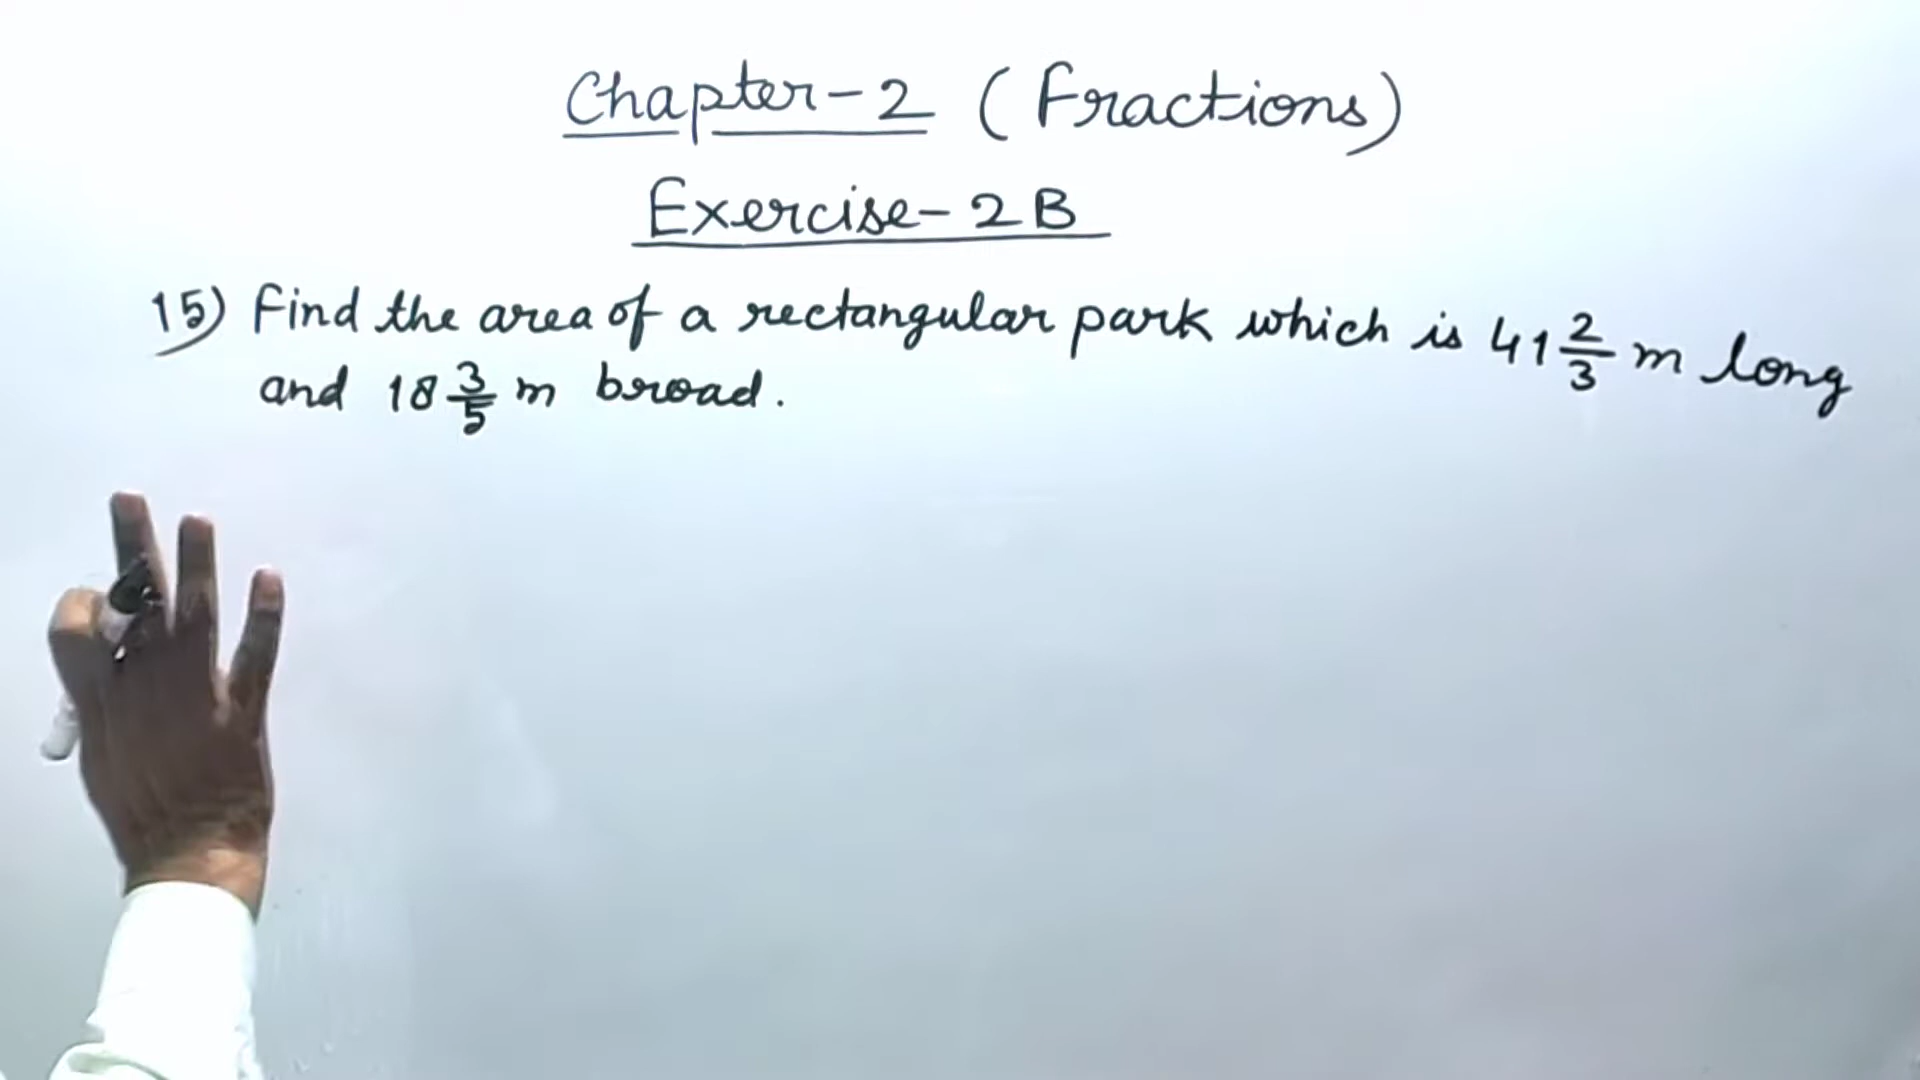 Chapter-2 (Fractions)
Exercise-2B
15) Find the area of a rectangular park which is 41 2/3 m long
and 18 3/5 m broad.